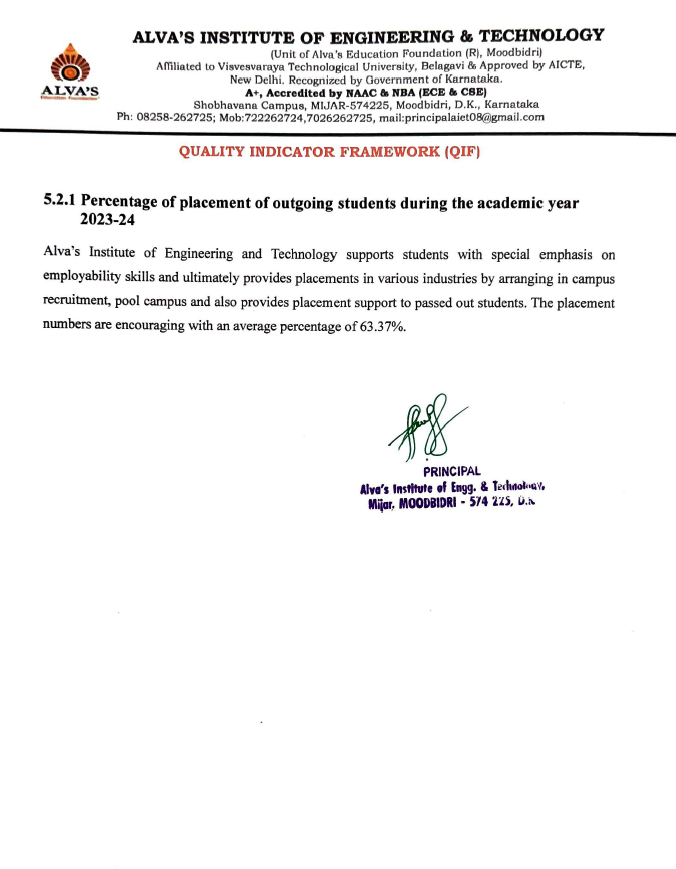 ALVA'S INSTITUTE OF ENGINEERING & TECHNOLOGY
(Unit of Alva's Education Foundation (R), Moodbidri)
Affiliated to Visvesvaraya Technological University, Belagavi & Approved by AICTE,
New Delhi. Recognized by Government of Karnataka.
A+, Accredited by NAAC & NBA (ECE & CSE)
Shobhavana Campus, MIJAR-574225, Moodbidri, D.K., Karnataka
Ph: 08258-262725; Mob:722262724,7026262725, mail:principalaiet08@gmail.com
ALVA'S
Education Foundation
QUALITY INDICATOR FRAMEWORK (QIF)
5.2.1 Percentage of placement of outgoing students during the academic year
2023-24
Alva's Institute of Engineering and Technology supports students with special emphasis on
employability skills and ultimately provides placements in various industries by arranging in campus
recruitment, pool campus and also provides placement support to passed out students. The placement
numbers are encouraging with an average percentage of 63.37%.
PRINCIPAL
Alva's Institute of Engg. & Technology,
Mijar, MOODBIDRI - 574 225, D.K